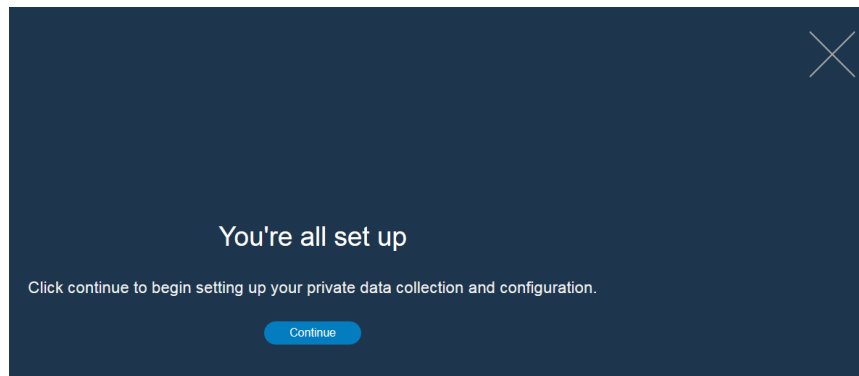 You're all set up
Click continue to begin setting up your private data collection and configuration.
Continue